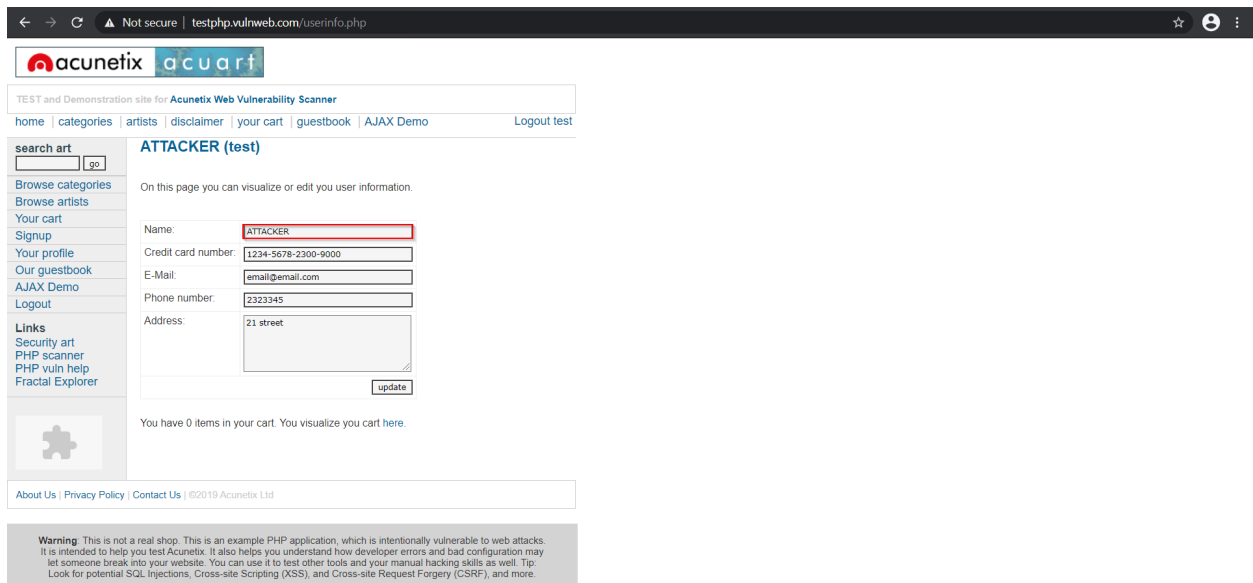 Not secure | testphp.vulnweb.com/userinfo.php
acunetix acuart
TEST and Demonstration site for Acunetix Web Vulnerability Scanner
home | categories | artists | disclaimer | your cart | guestbook | AJAX Demo
Logout test
search art
go
Browse categories
Browse artists
Your cart
Signup
Your profile
Our guestbook
AJAX Demo
Logout
Links
Security art
PHP scanner
PHP vuln help
Fractal Explorer
ATTACKER (test)
On this page you can visualize or edit you user information.
Name: ATTACKER
Credit card number: 1234-5678-2300-9000
E-Mail: email@email.com
Phone number: 2323345
Address: 21 street
update
You have 0 items in your cart. You visualize you cart here.
About Us | Privacy Policy | Contact Us | ©2019 Acunetix Ltd
Warning: This is not a real shop. This is an example PHP application, which is intentionally vulnerable to web attacks.
It is intended to help you test Acunetix. It also helps you understand how developer errors and bad configuration may
let someone break into your website. You can use it to test other tools and your manual hacking skills as well. Tip:
Look for potential SQL Injections, Cross-site Scripting (XSS), and Cross-site Request Forgery (CSRF), and more.